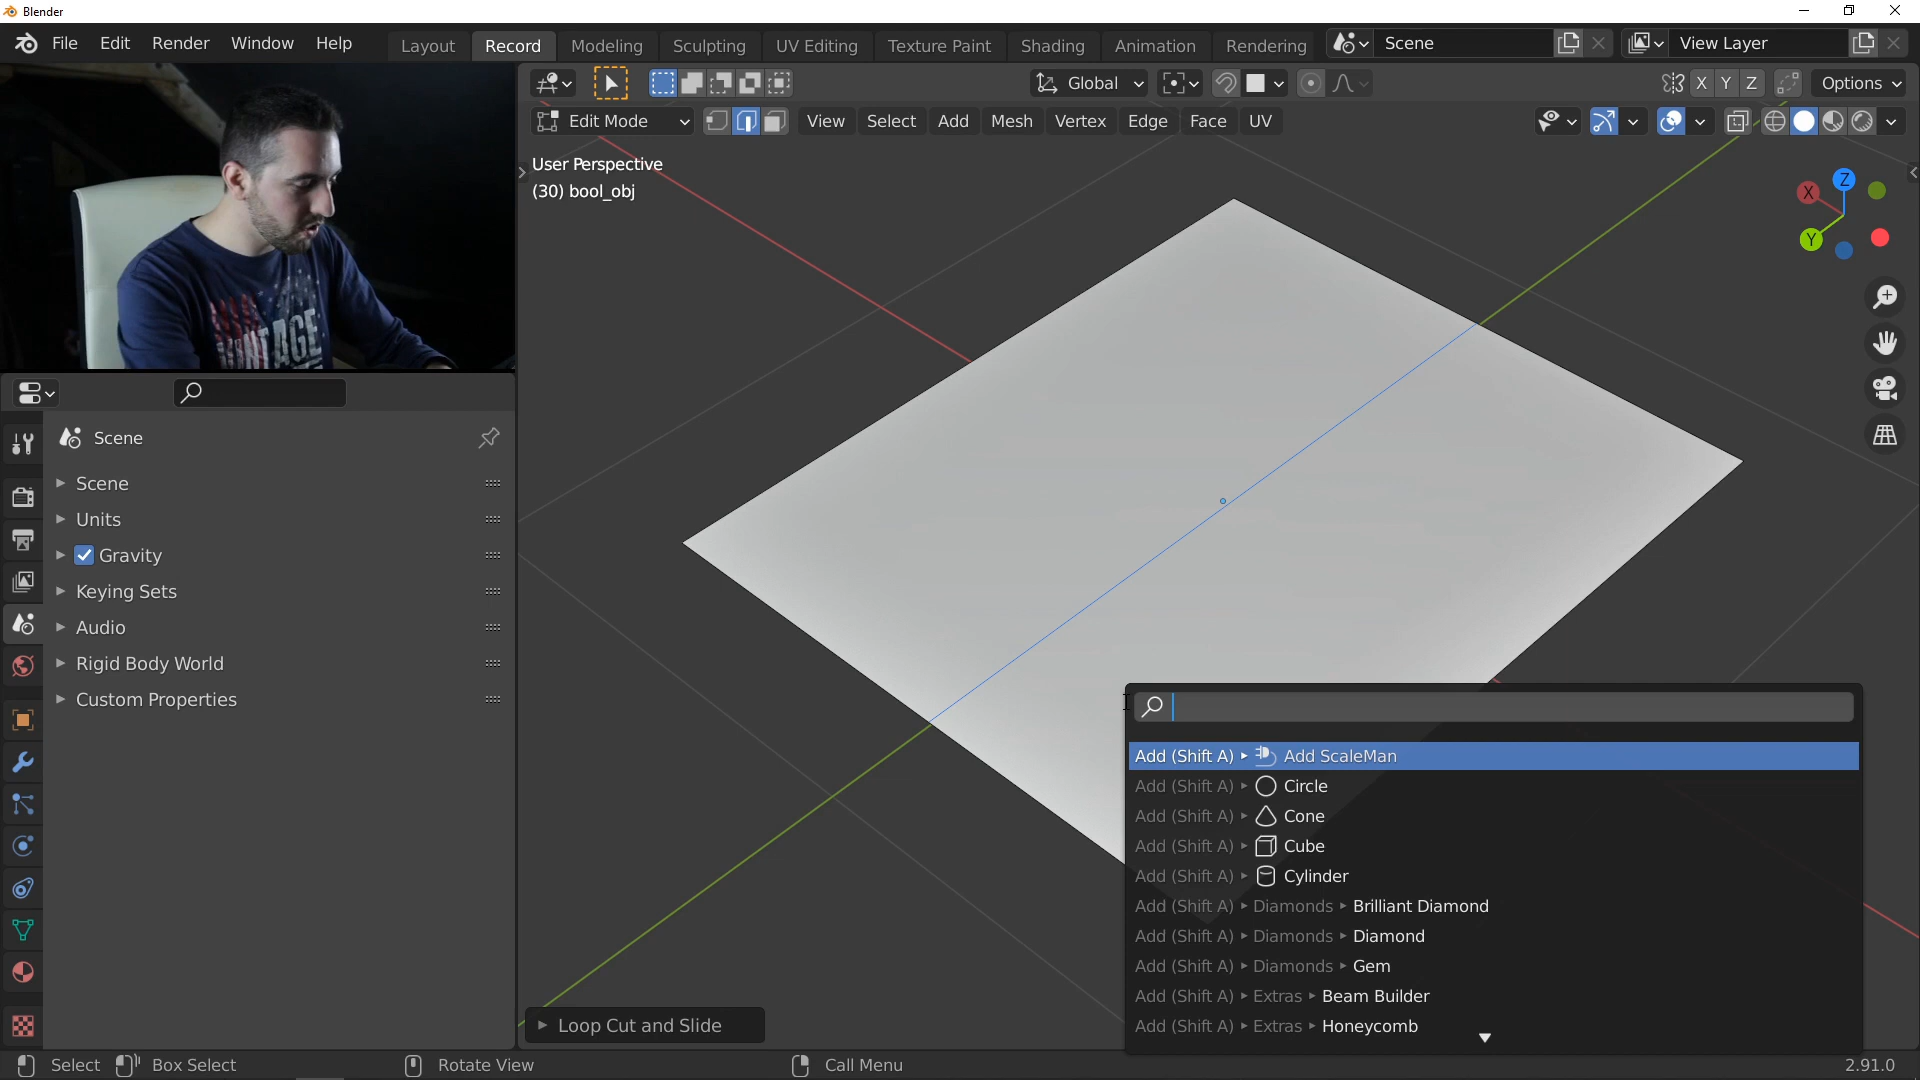 Blender
File Edit Render Window Help
Layout Record Modeling Sculpting UV Editing Texture Paint Shading Animation Rendering
Scene
View Layer
Global
X Y Z
Options
Edit Mode
View Select Add Mesh Vertex Edge Face UV
User Perspective
(30) bool_obj
Z
X
Y
VINTAGE
Scene
Scene
Units
Gravity
Keying Sets
Audio
Rigid Body World
Custom Properties
Add (Shift A) Add ScaleMan
Add (Shift A) Circle
Add (Shift A) Cone
Add (Shift A) Cube
Add (Shift A) Cylinder
Add (Shift A) Diamonds Brilliant Diamond
Add (Shift A) Diamonds Diamond
Add (Shift A) Diamonds Gem
Add (Shift A) Extras Beam Builder
Add (Shift A) Extras Honeycomb
Loop Cut and Slide
Select Box Select Rotate View Call Menu 2.91.0